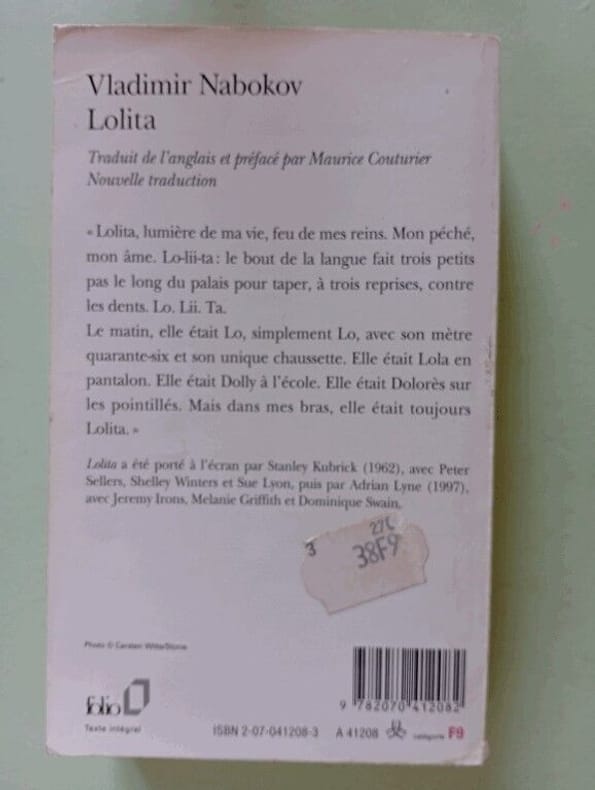 Vladimir Nabokov
Lolita
Traduit de l'anglais et préfacé par Maurice Couturier
Nouvelle traduction
« Lolita, lumière de ma vie, feu de mes reins. Mon péché,
mon âme. Lo-lii-ta : le bout de la langue fait trois petits
pas le long du palais pour taper, à trois reprises, contre
les dents. Lo. Lii. Ta.
Le matin, elle était Lo, simplement Lo, avec son mètre
quarante-six et son unique chaussette. Elle était Lola en
pantalon. Elle était Dolly à l'école. Elle était Dolorès sur
les pointillés. Mais dans mes bras, elle était toujours
Lolita. »
Lolita a été porté à l'écran par Stanley Kubrick (1962), avec Peter
Sellers, Shelley Winters et Sue Lyon, puis par Adrian Lyne (1997),
avec Jeremy Irons, Melanie Griffith et Dominique Swain.
3
38F9
Photo © Carsten
9 782070 412082
folio
Texte intégral
ISBN 2-07-041208-3 A 41208 catégorie F9